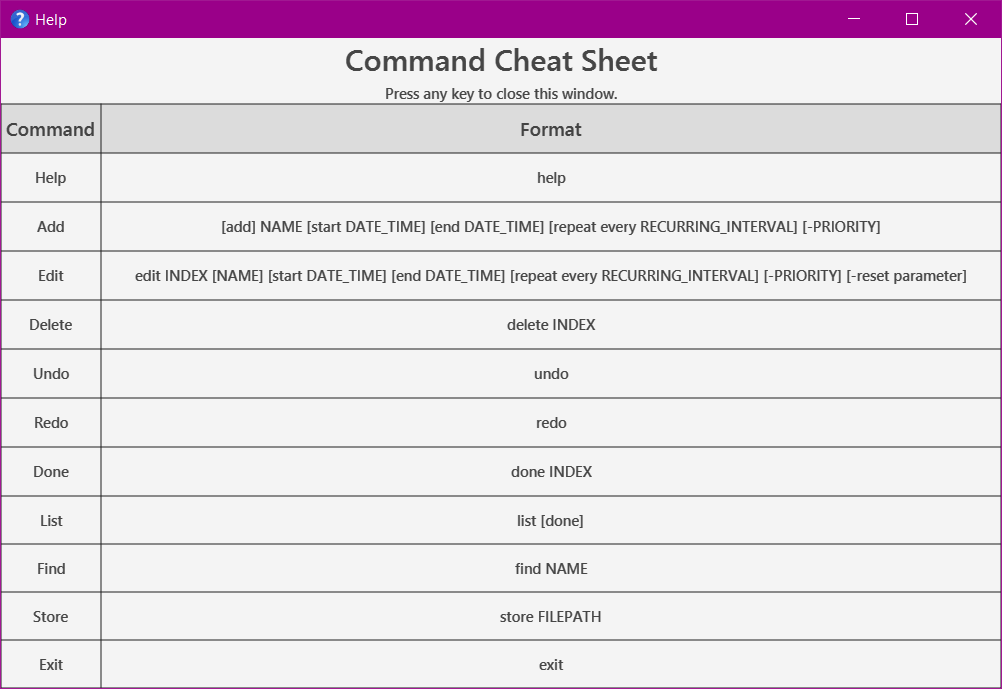 Help
Command Cheat Sheet
Press any key to close this window.
Command Format
Help help
Add [add] NAME [start DATE_TIME] [end DATE_TIME] [repeat every RECURRING_INTERVAL] [-PRIORITY]
Edit edit INDEX [NAME] [start DATE_TIME] [end DATE_TIME] [repeat every RECURRING_INTERVAL] [-PRIORITY] [-reset parameter]
Delete delete INDEX
Undo undo
Redo redo
Done done INDEX
List list [done]
Find find NAME
Store store FILEPATH
Exit exit